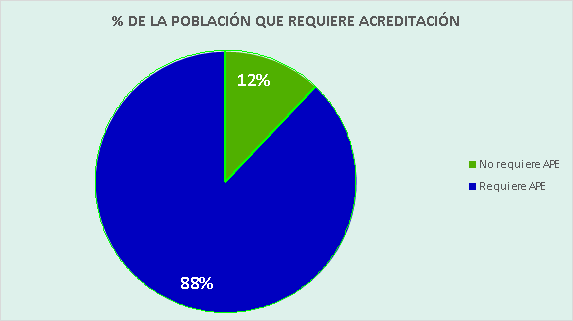 % DE LA POBLACIÓN QUE REQUIERE ACREDITACIÓN
12%
No requiere APE
Requiere APE
88%